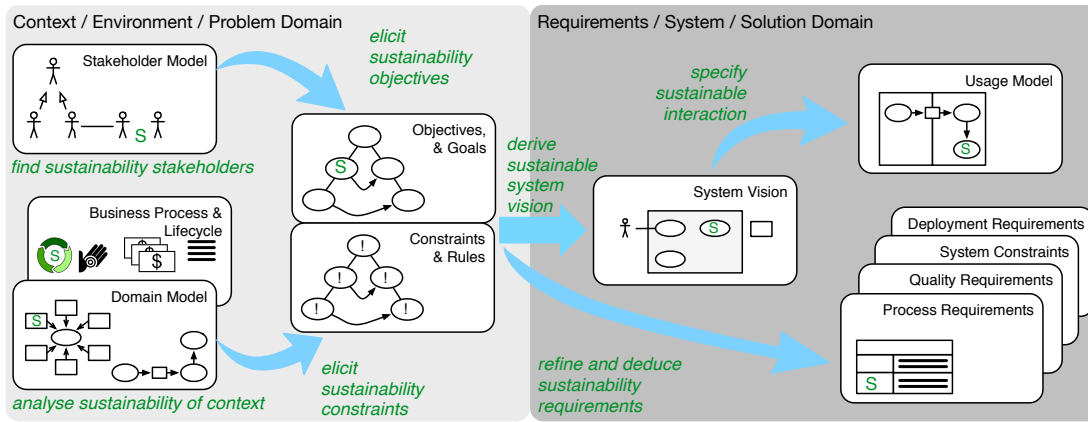 Context / Environment / Problem Domain
Stakeholder Model
S
find sustainability stakeholders
elicit
sustainability
objectives
Business Process &
Lifecycle
S
$
Domain Model
S
analyse sustainability of context
Objectives,
& Goals
S
Constraints
& Rules
!
! !
! ! !
elicit
sustainability
constraints
Requirements / System / Solution Domain
derive
sustainable
system
vision
System Vision
S
specify
sustainable
interaction
Usage Model
S
refine and deduce
sustainability
requirements
Deployment Requirements
System Constraints
Quality Requirements
Process Requirements
S